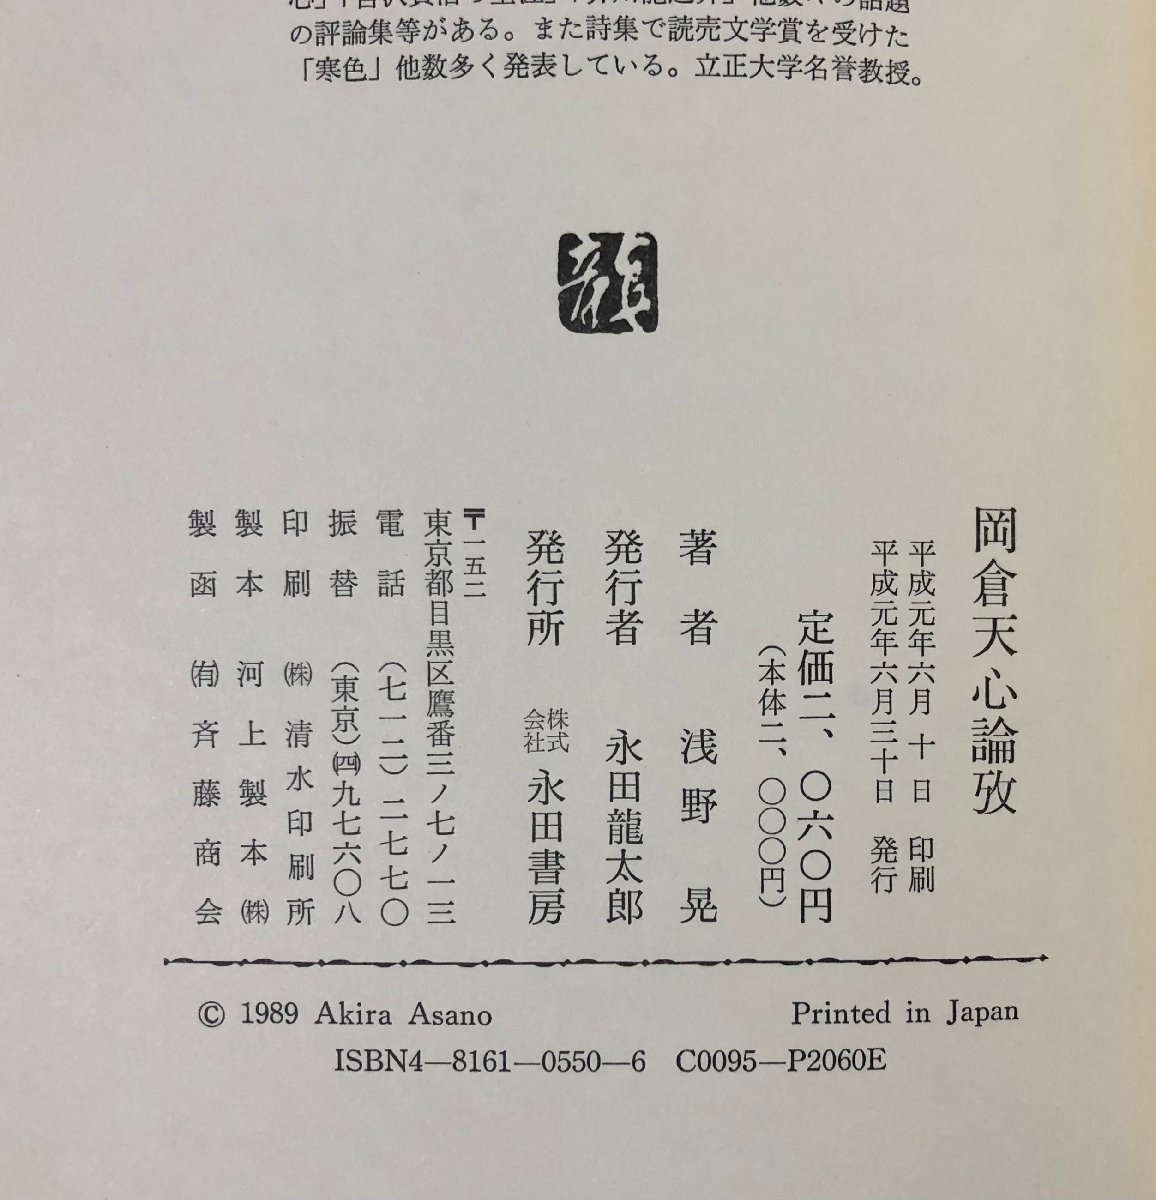 の評論集等がある。また詩集で読売文学賞を受けた
「寒色」他数多く発表している。立正大学名誉教授。
岡倉天心論攷
平成元年六月 十 日 印刷
平成元年六月三十日 発行
定価二、〇六〇円
(本体二、〇〇〇円)
著者 浅野 晃
発行者 永田龍太郎
発行所 株式会社 永田書房
〒一五二
東京都目黒区鷹番三ノ七ノ一三
電話 (七一二)二七七〇
振替 (東京)㈣九七六〇八
印刷 ㈱清水印刷所
製本 河上製本㈱
製函 ㈲斉藤商会
© 1989 Akira Asano Printed in Japan
ISBN4—8161—0550—6 C0095—P2060E